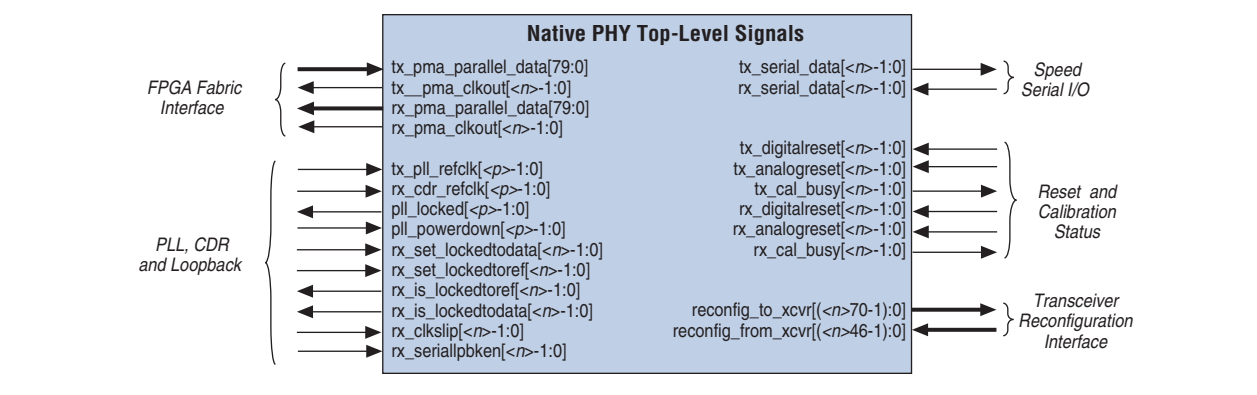 Native PHY Top-Level Signals
FPGA Fabric
Interface
tx_pma_parallel_data[79:0]
tx__pma_clkout[<n>-1:0]
rx_pma_parallel_data[79:0]
rx_pma_clkout[<n>-1:0]
PLL, CDR
and Loopback
tx_pll_refclk[<p>-1:0]
rx_cdr_refclk[<p>-1:0]
pll_locked[<p>-1:0]
pll_powerdown[<p>-1:0]
rx_set_lockedtodata[<n>-1:0]
rx_set_lockedtoref[<n>-1:0]
rx_is_lockedtoref[<n>-1:0]
rx_is_lockedtodata[<n>-1:0]
rx_clkslip[<n>-1:0]
rx_seriallpbken[<n>-1:0]
tx_serial_data[<n>-1:0]
rx_serial_data[<n>-1:0]
Speed
Serial I/O
tx_digitalreset[<n>-1:0]
tx_analogreset[<n>-1:0]
tx_cal_busy[<n>-1:0]
rx_digitalreset[<n>-1:0]
rx_analogreset[<n>-1:0]
rx_cal_busy[<n>-1:0]
Reset and
Calibration
Status
reconfig_to_xcvr[(<n>70-1):0]
reconfig_from_xcvr[(<n>46-1):0]
Transceiver
Reconfiguration
Interface